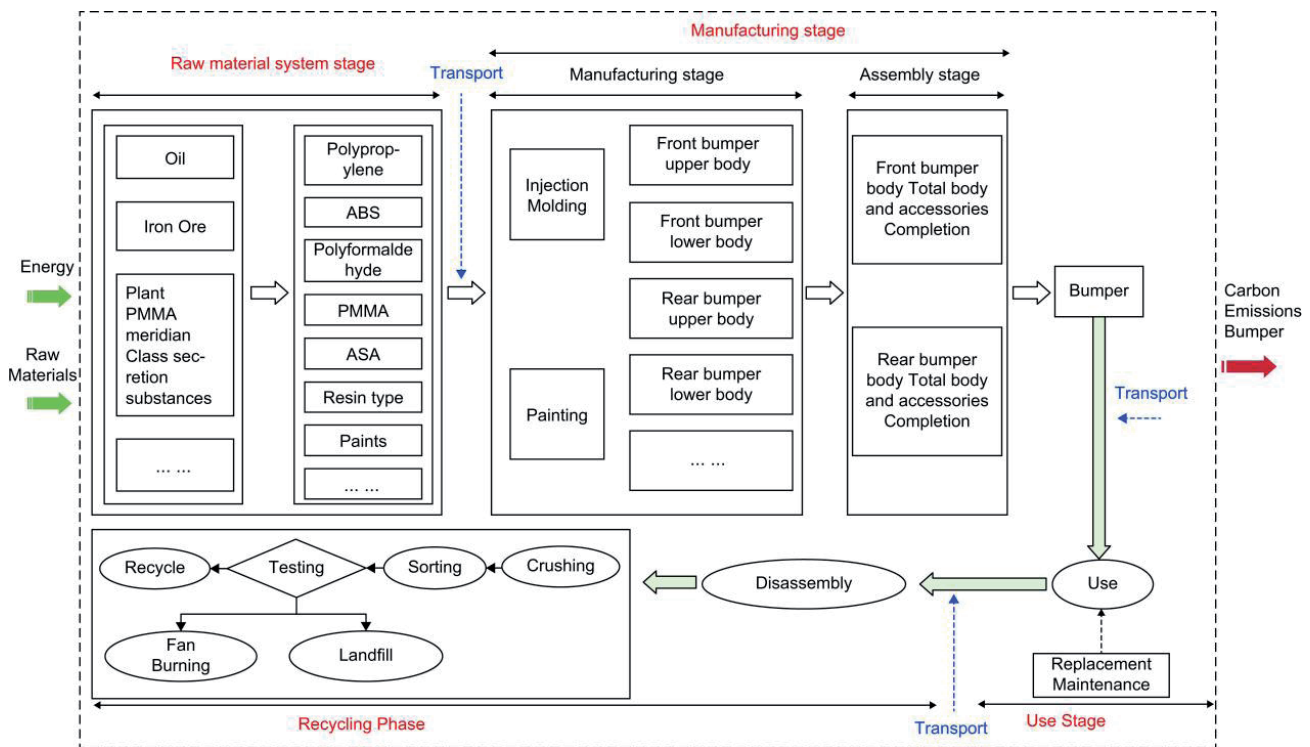 Manufacturing stage
Raw material system stage
Transport
Manufacturing stage
Assembly stage
Oil
Iron Ore
Plant
PMMA
meridian
Class sec-
retion
substances
... ...
Polyprop-
ylene
ABS
Polyformalde
hyde
PMMA
ASA
Resin type
Paints
... ...
Injection
Molding
Painting
Front bumper
upper body
Front bumper
lower body
Rear bumper
upper body
Rear bumper
lower body
... ...
Front bumper
body Total body
and accessories
Completion
Rear bumper
body Total body
and accessories
Completion
Energy
Raw
Materials
Bumper
Carbon
Emissions
Bumper
Transport
Recycle
Testing
Sorting
Crushing
Fan
Burning
Landfill
Disassembly
Use
Replacement
Maintenance
Recycling Phase
Transport
Use Stage